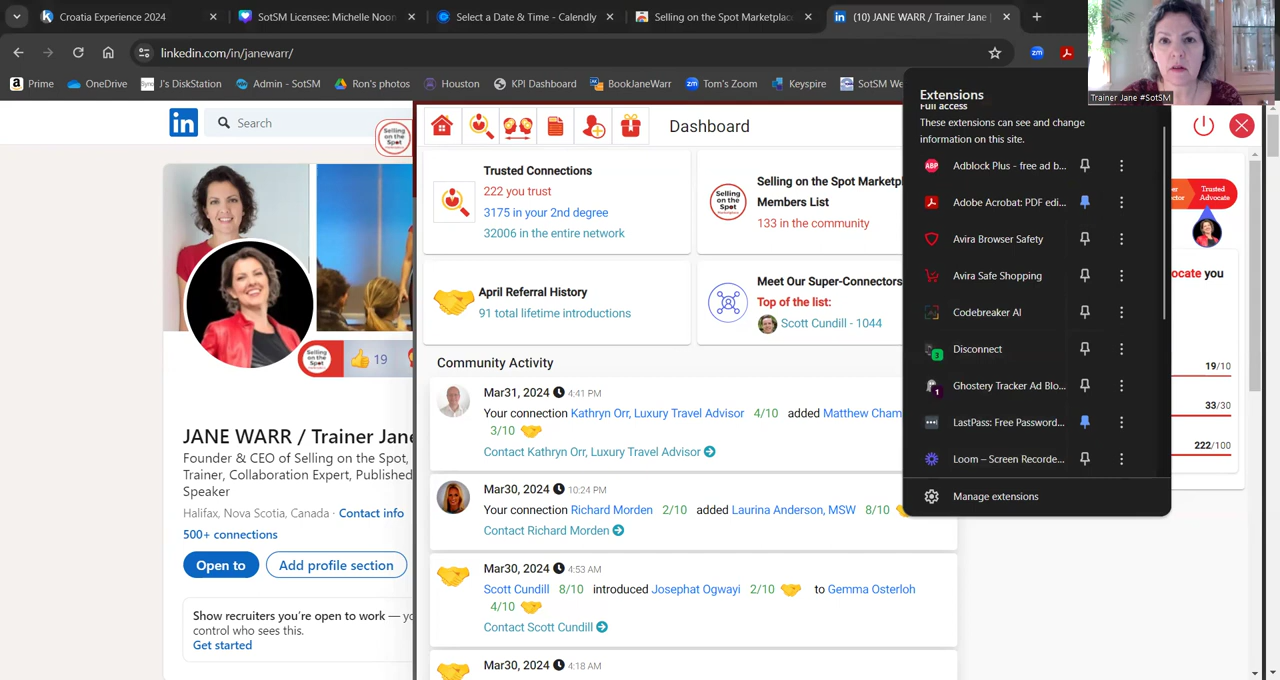 Croatia Experience 2024
SotSM Licensee: Michelle Noon
Select a Date & Time - Calendly
Selling on the Spot Marketplac
(10) JANE WARR / Trainer Jane
linkedin.com/in/janewarr/
Prime
OneDrive
J's DiskStation
Admin - SotSM
Ron's photos
Houston
KPI Dashboard
BookJaneWarr
Tom's Zoom
Keyspire
SotSM We
Trainer Jane #SotSM
Search
Selling on the Spot
Dashboard
Trusted Connections
222 you trust
3175 in your 2nd degree
32006 in the entire network
Selling on the Spot
Selling on the Spot Marketpl
Members List
133 in the community
April Referral History
91 total lifetime introductions
Meet Our Super-Connectors
Top of the list:
Scott Cundill - 1044
Community Activity
Mar31, 2024 4:41 PM
Your connection Kathryn Orr, Luxury Travel Advisor 4/10 added Matthew Cham
3/10
Contact Kathryn Orr, Luxury Travel Advisor
Mar30, 2024 10:24 PM
Your connection Richard Morden 2/10 added Laurina Anderson, MSW 8/10
Contact Richard Morden
Mar30, 2024 4:53 AM
Scott Cundill 8/10 introduced Josephat Ogwayi 2/10 to Gemma Osterloh
4/10
Contact Scott Cundill
Mar30, 2024 4:18 AM
Selling on the Spot
19
JANE WARR / Trainer Jane
Founder & CEO of Selling on the Spot,
Trainer, Collaboration Expert, Published
Speaker
Halifax, Nova Scotia, Canada · Contact info
500+ connections
Open to
Add profile section
Show recruiters you're open to work — yo
control who sees this.
Get started
Extensions
Full access
These extensions can see and change
information on this site.
Adblock Plus - free ad b...
Adobe Acrobat: PDF edi...
Avira Browser Safety
Avira Safe Shopping
Codebreaker AI
Disconnect
Ghostery Tracker Ad Blo...
LastPass: Free Password...
Loom – Screen Recorde...
Manage extensions
Trusted
Advocate
ocate you
19/10
33/30
222/100